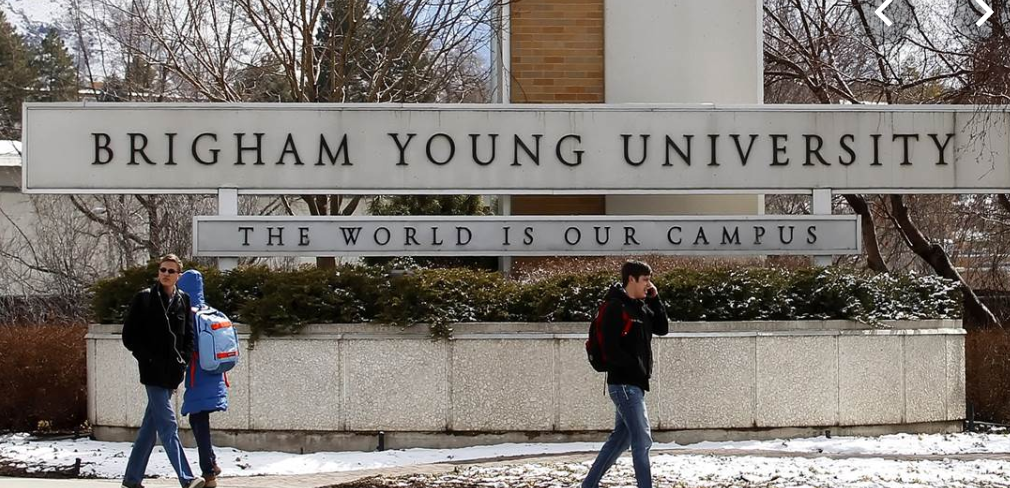 BRIGHAM YOUNG UNIVERSITY
THE WORLD IS OUR CAMPUS